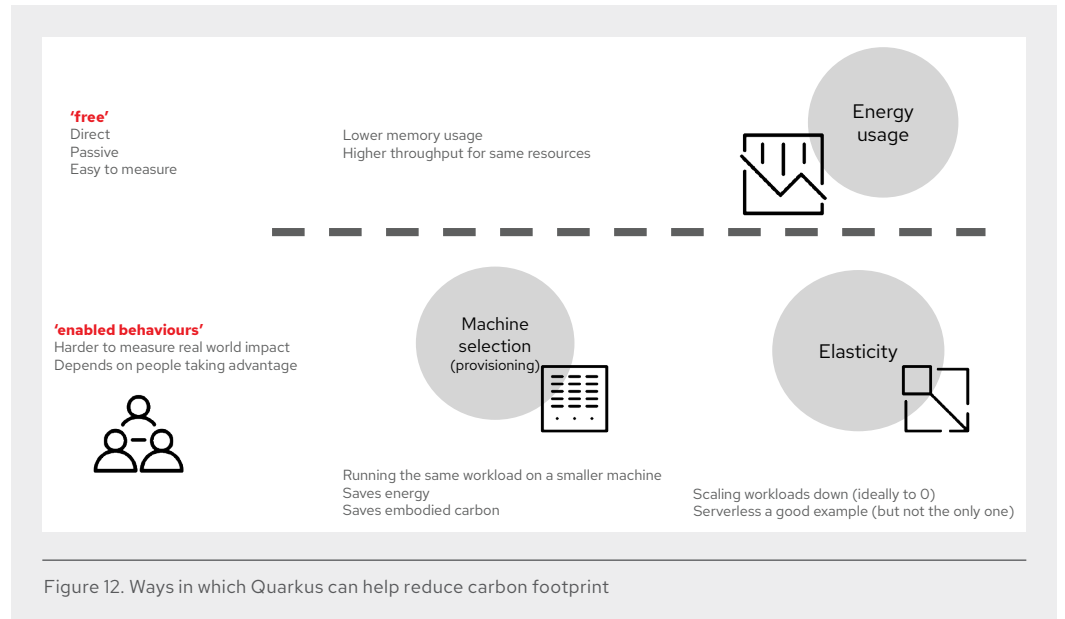 ‘free’
Direct
Passive
Easy to measure
Lower memory usage
Higher throughput for same resources
Energy
usage
‘enabled behaviours’
Harder to measure real world impact
Depends on people taking advantage
Machine
selection
(provisioning)
Elasticity
Running the same workload on a smaller machine
Saves energy
Saves embodied carbon
Scaling workloads down (ideally to 0)
Serverless a good example (but not the only one)
Figure 12. Ways in which Quarkus can help reduce carbon footprint